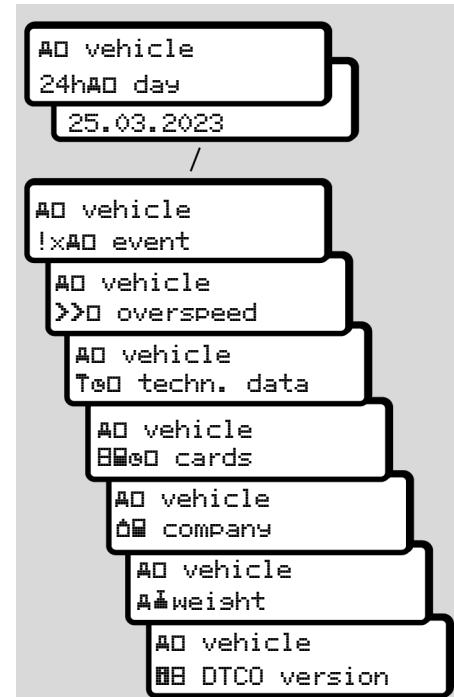 vehicle
24h day
25.03.2023
/
vehicle
!x event
vehicle
>> overspeed
vehicle
techn. data
vehicle
cards
vehicle
company
vehicle
weight
vehicle
DTCO version